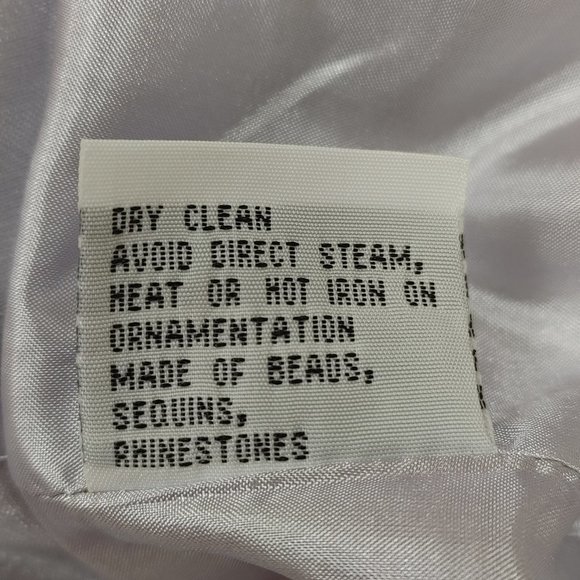 DRY CLEAN
AVOID DIRECT STEAM,
HEAT OR HOT IRON ON
ORNAMENTATION
MADE OF BEADS,
SEQUINS,
RHINESTONES